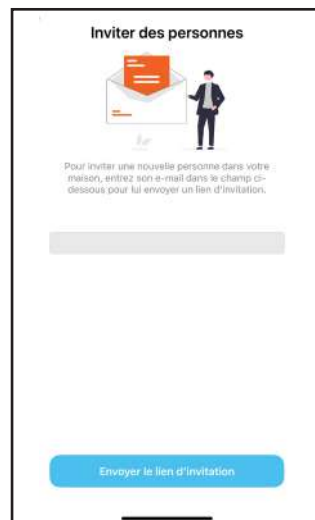 Inviter des personnes
Pour inviter une nouvelle personne dans votre
maison, entrez son e-mail dans le champ ci-
dessous pour lui envoyer un lien d'invitation.
Envoyer le lien d'invitation